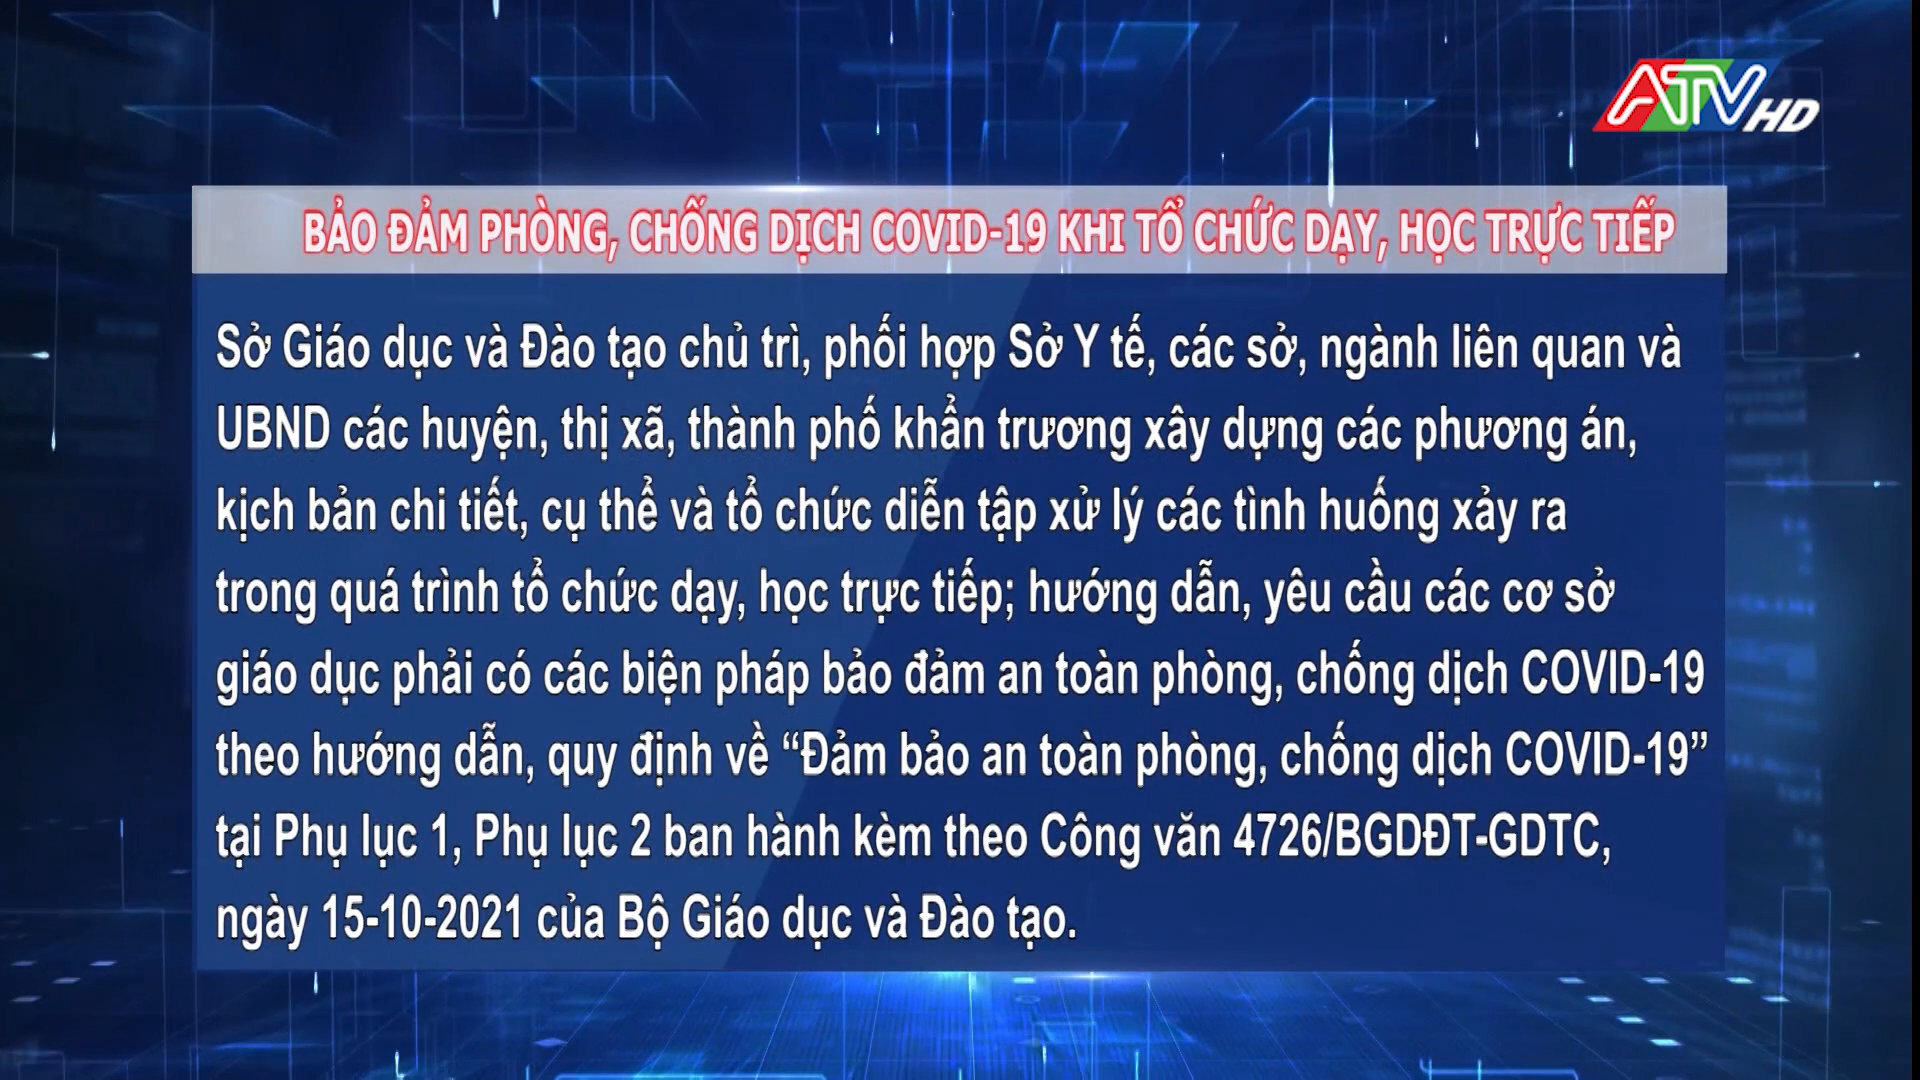 ATV HD
BẢO ĐẢM PHÒNG, CHỐNG DỊCH COVID-19 KHI TỔ CHỨC DẠY, HỌC TRỰC TIẾP
Sở Giáo dục và Đào tạo chủ trì, phối hợp Sở Y tế, các sở, ngành liên quan và
UBND các huyện, thị xã, thành phố khẩn trương xây dựng các phương án,
kịch bản chi tiết, cụ thể và tổ chức diễn tập xử lý các tình huống xảy ra
trong quá trình tổ chức dạy, học trực tiếp; hướng dẫn, yêu cầu các cơ sở
giáo dục phải có các biện pháp bảo đảm an toàn phòng, chống dịch COVID-19
theo hướng dẫn, quy định về “Đảm bảo an toàn phòng, chống dịch COVID-19”
tại Phụ lục 1, Phụ lục 2 ban hành kèm theo Công văn 4726/BGDĐT-GDTC,
ngày 15-10-2021 của Bộ Giáo dục và Đào tạo.